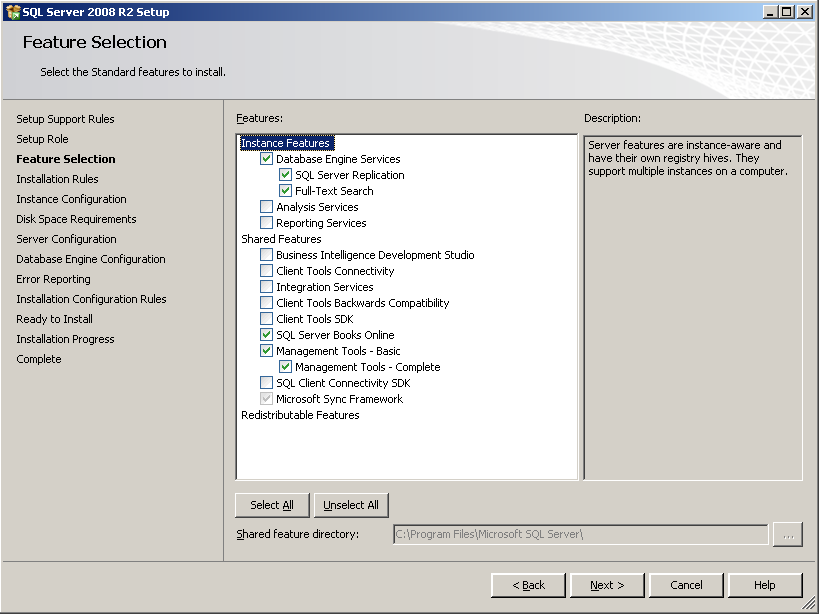 SQL Server 2008 R2 Setup
Feature Selection
Select the Standard features to install.
Setup Support Rules
Setup Role
Feature Selection
Installation Rules
Instance Configuration
Disk Space Requirements
Server Configuration
Database Engine Configuration
Error Reporting
Installation Configuration Rules
Ready to Install
Installation Progress
Complete
Features:
Instance Features
Database Engine Services
SQL Server Replication
Full-Text Search
Analysis Services
Reporting Services
Shared Features
Business Intelligence Development Studio
Client Tools Connectivity
Integration Services
Client Tools Backwards Compatibility
Client Tools SDK
SQL Server Books Online
Management Tools - Basic
Management Tools - Complete
SQL Client Connectivity SDK
Microsoft Sync Framework
Redistributable Features
Description:
Server features are instance-aware and
have their own registry hives. They
support multiple instances on a computer.
Select All
Unselect All
Shared feature directory:
C:\Program Files\Microsoft SQL Server\
...
< Back
Next >
Cancel
Help